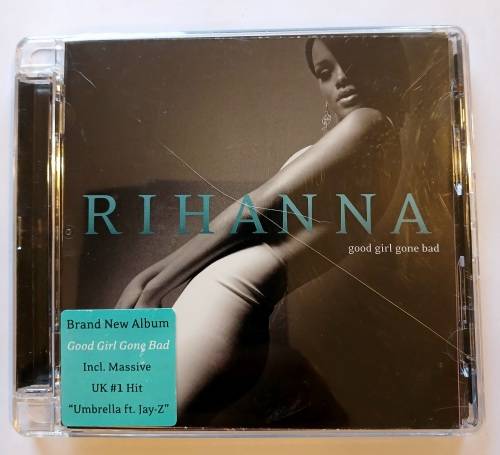 RIHANNA
good girl gone bad
Brand New Album
Good Girl Gone Bad
Incl. Massive
UK #1 Hit
"Umbrella ft. Jay-Z"